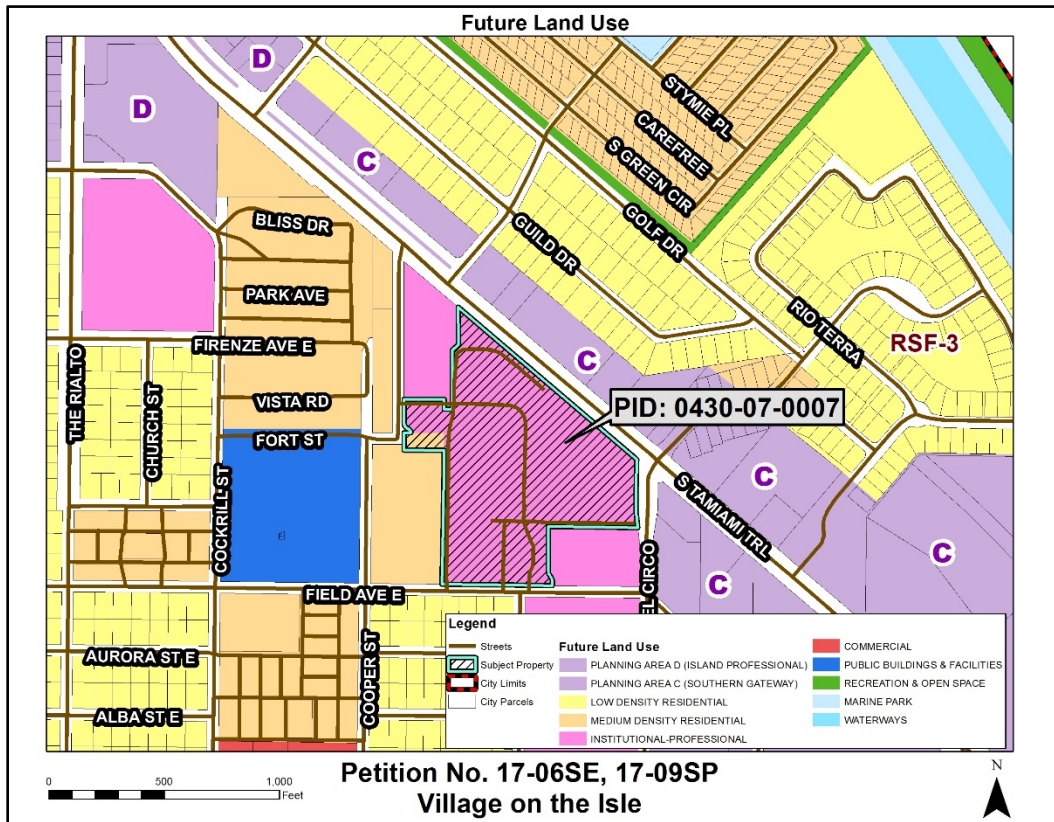 Future Land Use
D
D
C
STYMIE PL
CAREFREE
S GREEN CIR
GOLF DR
GUILD DR
BLISS DR
PARK AVE
FIRENZE AVE E
RIO TERRA
RSF-3
C
THE RIALTO
CHURCH ST
VISTA RD
PID: 0430-07-0007
FORT ST
COCKRILL ST
S TAMIAMI TRL
C
C
C
EL CIRCO
FIELD AVE E
COOPER ST
AURORA ST E
ALBA ST E
Legend
Streets
Subject Property
City Limits
City Parcels
Future Land Use
PLANNING AREA D (ISLAND PROFESSIONAL)
PLANNING AREA C (SOUTHERN GATEWAY)
LOW DENSITY RESIDENTIAL
MEDIUM DENSITY RESIDENTIAL
INSTITUTIONAL-PROFESSIONAL
COMMERCIAL
PUBLIC BUILDINGS & FACILITIES
RECREATION & OPEN SPACE
MARINE PARK
WATERWAYS
0 500 1,000
Feet
Petition No. 17-06SE, 17-09SP
Village on the Isle
N